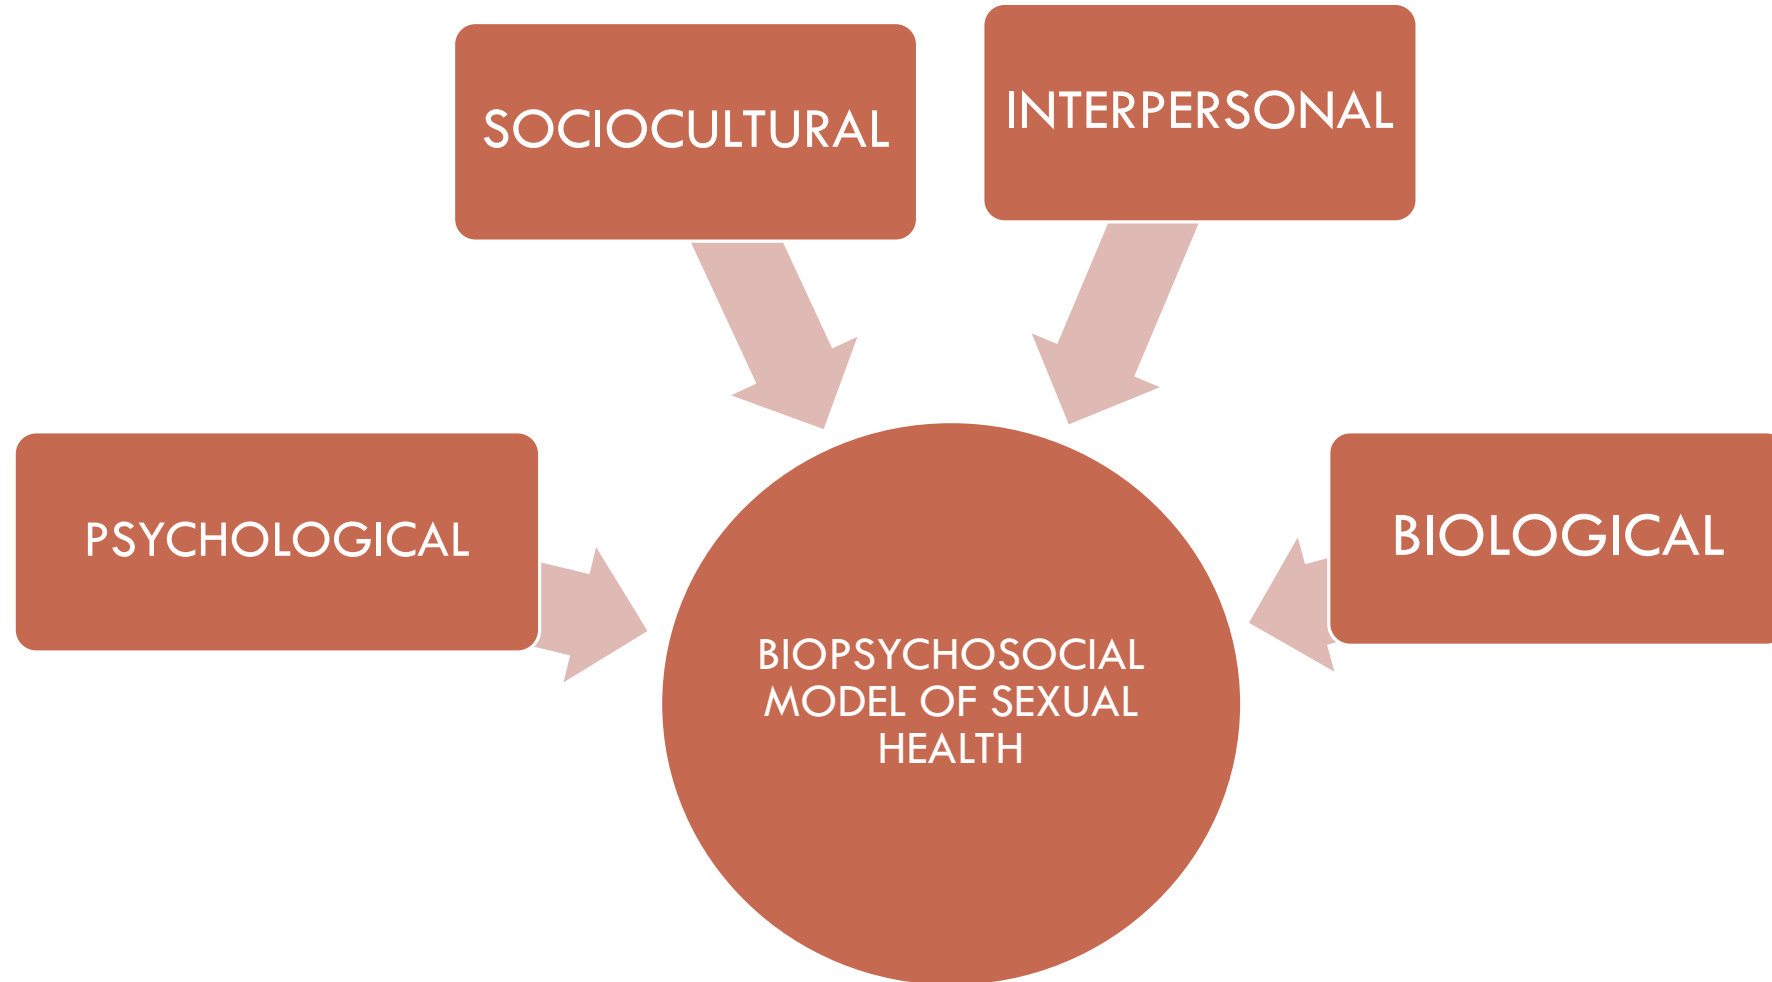 SOCIOCULTURAL
INTERPERSONAL
PSYCHOLOGICAL
BIOLOGICAL
BIOPSYCHOSOCIAL
MODEL OF SEXUAL
HEALTH